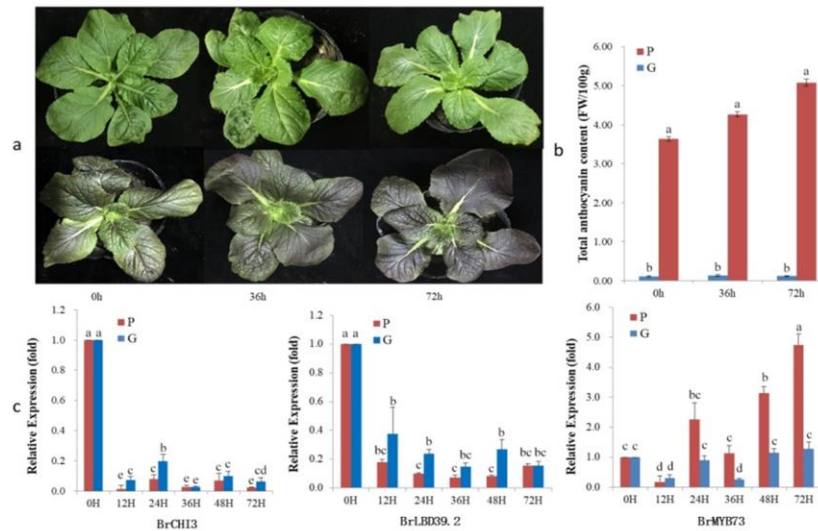 a
0h 36h 72h
b
Total anthocyanin content (FW/100g)
6.00
5.00
4.00
3.00
2.00
1.00
0.00
P
G
b a b a b a
0h 36h 72h
c
Relative Expression (fold)
1.2
1.0
0.8
0.6
0.4
0.2
0.0
P
G
a a e c c b e e c c e cd
0H 12H 24H 36H 48H 72H
BrCHI3
Relative Expression (fold)
1.2
1.0
0.8
0.6
0.4
0.2
0.0
P
G
a a bc b c b c bc c b bc bc
0H 12H 24H 36H 48H 72H
BrLBD39.2
Relative Expression (fold)
6.0
5.0
4.0
3.0
2.0
1.0
0.0
P
G
c c d d bc c c d b c a c
0H 12H 24H 36H 48H 72H
BrMYB73